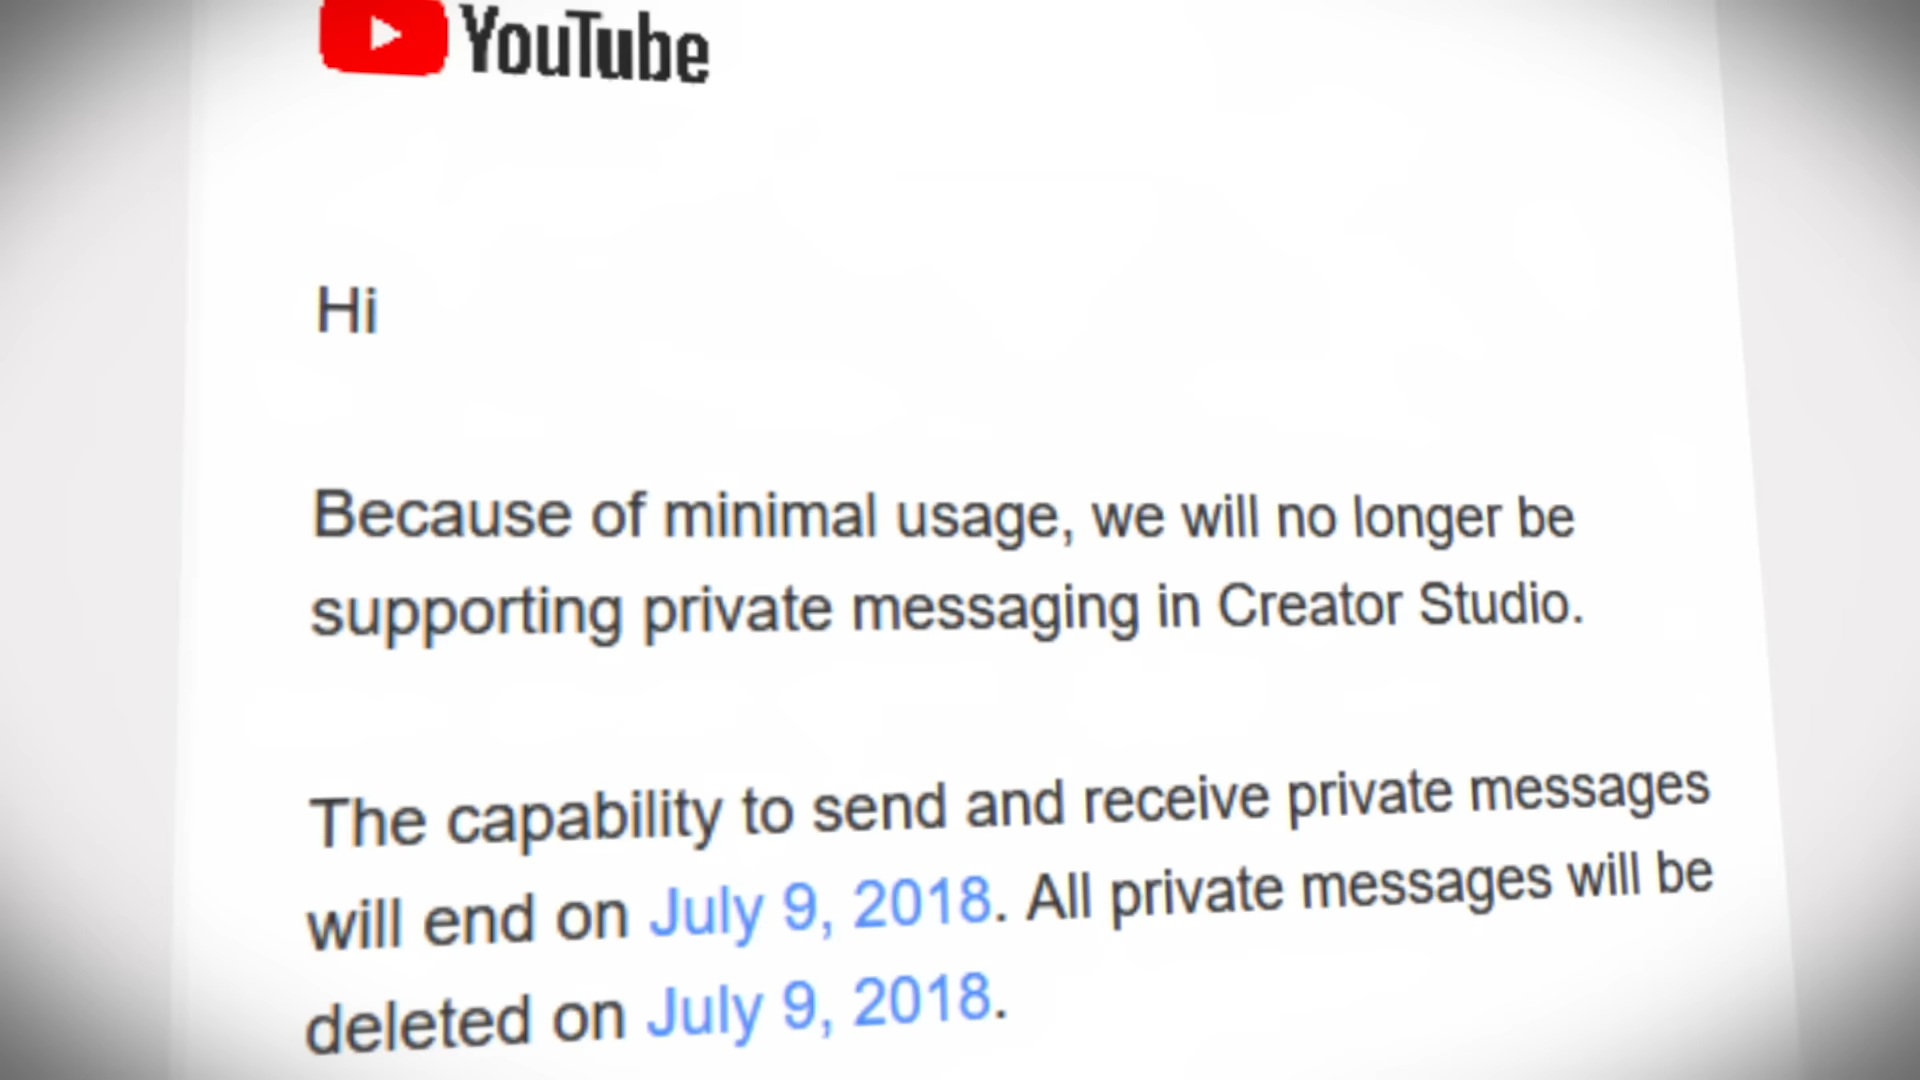 YouTube
Hi
Because of minimal usage, we will no longer be
supporting private messaging in Creator Studio.
The capability to send and receive private messages
will end on July 9, 2018. All private messages will be
deleted on July 9, 2018.